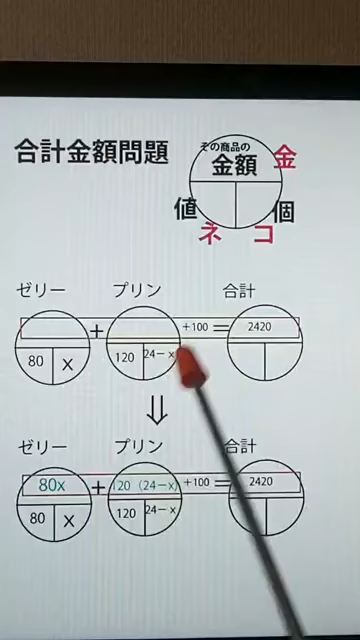 合計金額問題
その商品の
金額
金
値
個
ネ
コ
ゼリー プリン 合計
+ +100 = 2420
80 x 120 24-x
⇓
ゼリー プリン 合計
80x + 120 (24-x) +100 = 2420
80 x 120 24-x